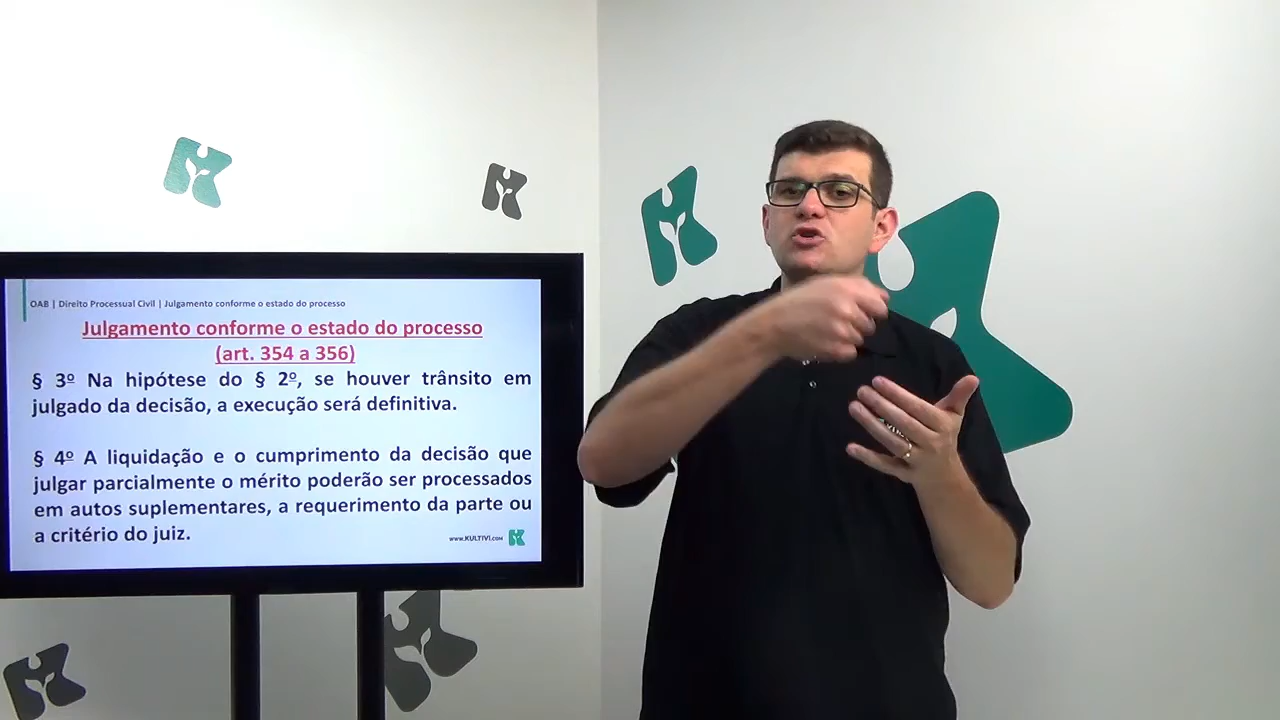 OAB | Direito Processual Civil | Julgamento conforme o estado do processo
Julgamento conforme o estado do processo
(art. 354 a 356)
§ 3º Na hipótese do § 2º, se houver trânsito em
julgado da decisão, a execução será definitiva.
§ 4º A liquidação e o cumprimento da decisão que
julgar parcialmente o mérito poderão ser processados
em autos suplementares, a requerimento da parte ou
a critério do juiz.
www.KULTIVI.COM